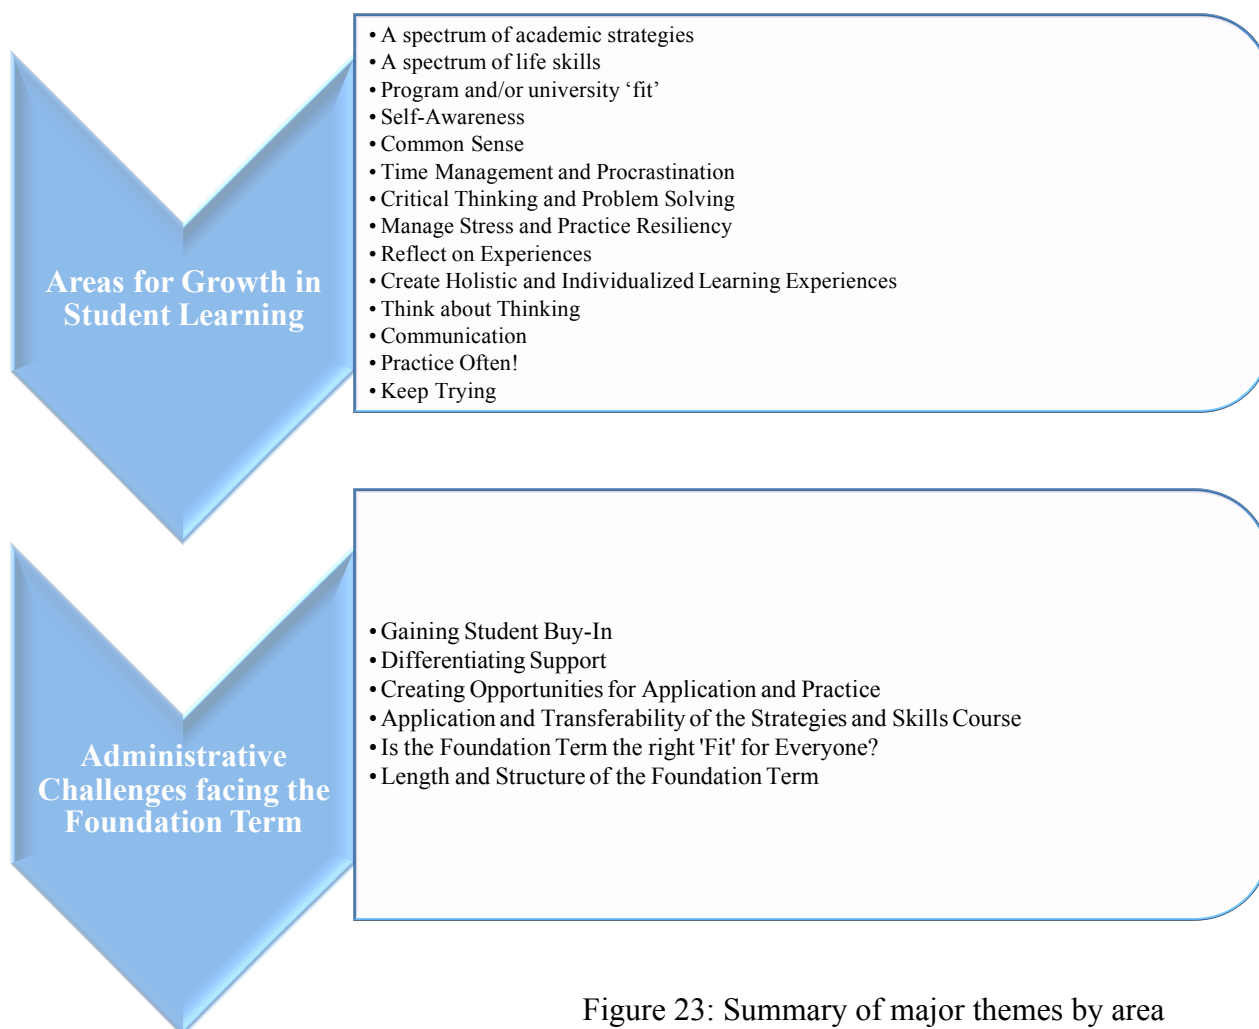 Areas for Growth in
Student Learning
• A spectrum of academic strategies
• A spectrum of life skills
• Program and/or university ‘fit’
• Self-Awareness
• Common Sense
• Time Management and Procrastination
• Critical Thinking and Problem Solving
• Manage Stress and Practice Resiliency
• Reflect on Experiences
• Create Holistic and Individualized Learning Experiences
• Think about Thinking
• Communication
• Practice Often!
• Keep Trying
Administrative
Challenges facing the
Foundation Term
• Gaining Student Buy-In
• Differentiating Support
• Creating Opportunities for Application and Practice
• Application and Transferability of the Strategies and Skills Course
• Is the Foundation Term the right 'Fit' for Everyone?
• Length and Structure of the Foundation Term
Figure 23: Summary of major themes by area